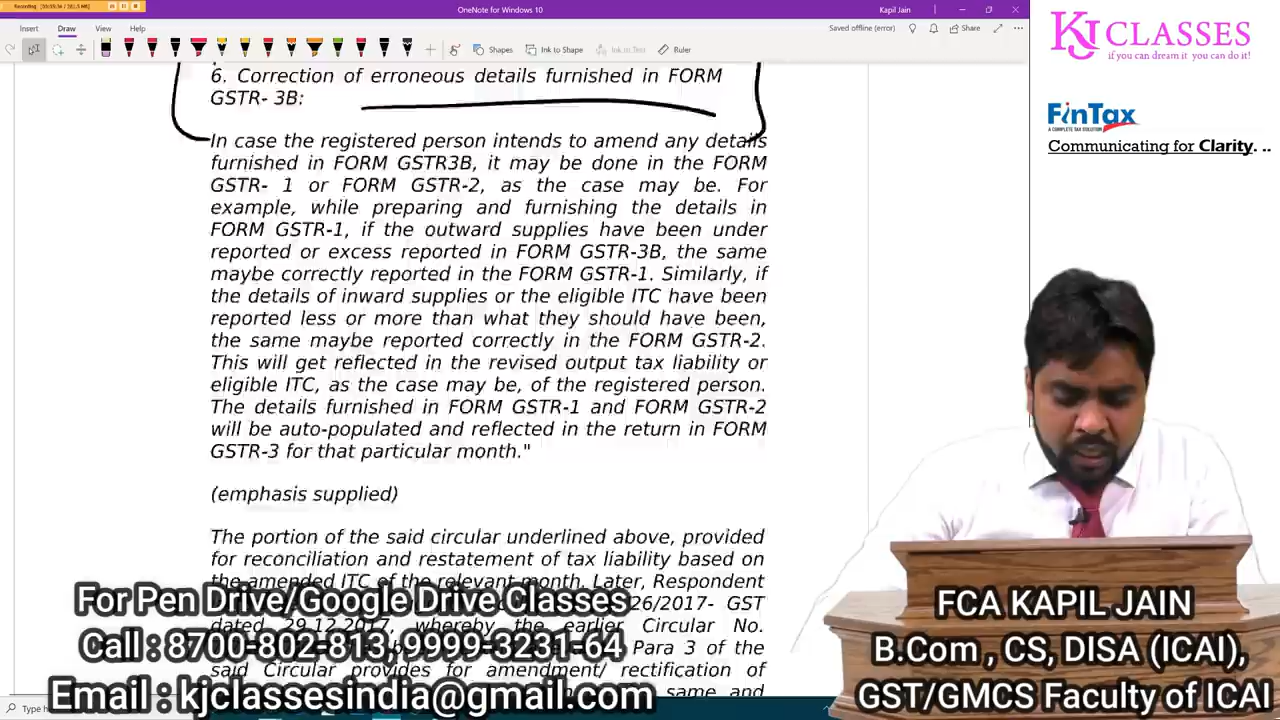 OneNote for Windows 10
Kapil Jain
Insert Draw View Help
Saved offline (error)
Share
Shapes
Ink to Shape
Ink to Text
Ruler
6. Correction of erroneous details furnished in FORM
GSTR- 3B:
In case the registered person intends to amend any details
furnished in FORM GSTR3B, it may be done in the FORM
GSTR- 1 or FORM GSTR-2, as the case may be. For
example, while preparing and furnishing the details in
FORM GSTR-1, if the outward supplies have been under
reported or excess reported in FORM GSTR-3B, the same
maybe correctly reported in the FORM GSTR-1. Similarly, if
the details of inward supplies or the eligible ITC have been
reported less or more than what they should have been,
the same maybe reported correctly in the FORM GSTR-2.
This will get reflected in the revised output tax liability or
eligible ITC, as the case may be, of the registered person.
The details furnished in FORM GSTR-1 and FORM GSTR-2
will be auto-populated and reflected in the return in FORM
GSTR-3 for that particular month."
(emphasis supplied)
The portion of the said circular underlined above, provided
for reconciliation and restatement of tax liability based on
the amended ITC of the relevant month. Later, Respondent
26/2017- GST
dated 29.12.2017, whereby the earlier Circular No.
Para 3 of the
said Circular provides for amendment/ rectification of
same and
For Pen Drive/Google Drive Classes
Call : 8700-802-813, 9999-3231-64
Email : kjclassesindia@gmail.com
KJ CLASSES
if you can dream it you can do it!
FinTax
A COMPLETE TAX SOLUTION
Communicating for Clarity. ..
FCA KAPIL JAIN
B.Com , CS, DISA (ICAI),
GST/GMCS Faculty of ICAI